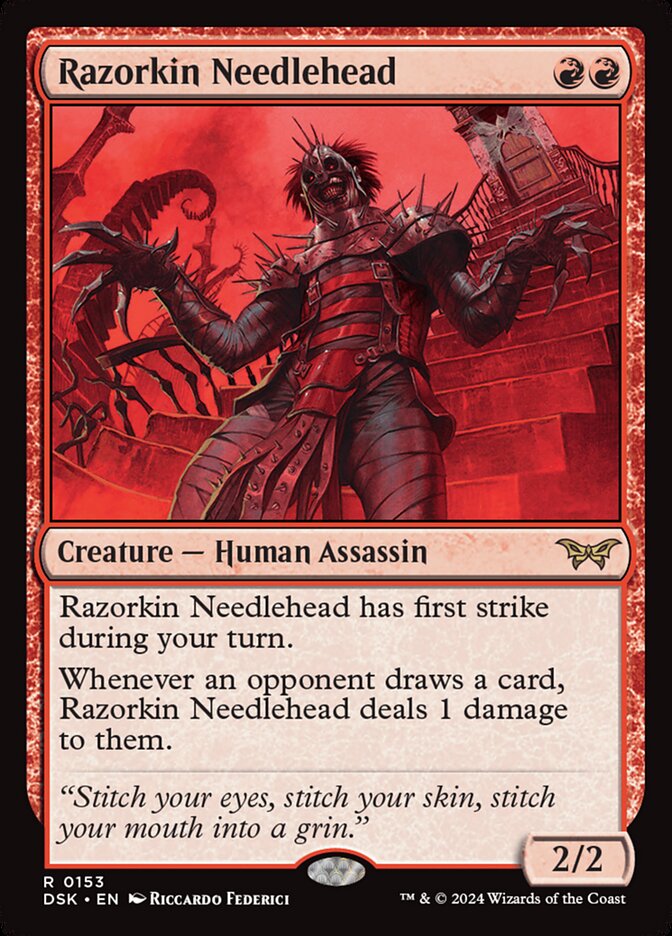 Razorkin Needlehead
Creature — Human Assassin
Razorkin Needlehead has first strike
during your turn.
Whenever an opponent draws a card,
Razorkin Needlehead deals 1 damage
to them.
“Stitch your eyes, stitch your skin, stitch
your mouth into a grin.”
2/2
R 0153
DSK • EN Riccardo Federici
™ & © 2024 Wizards of the Coast